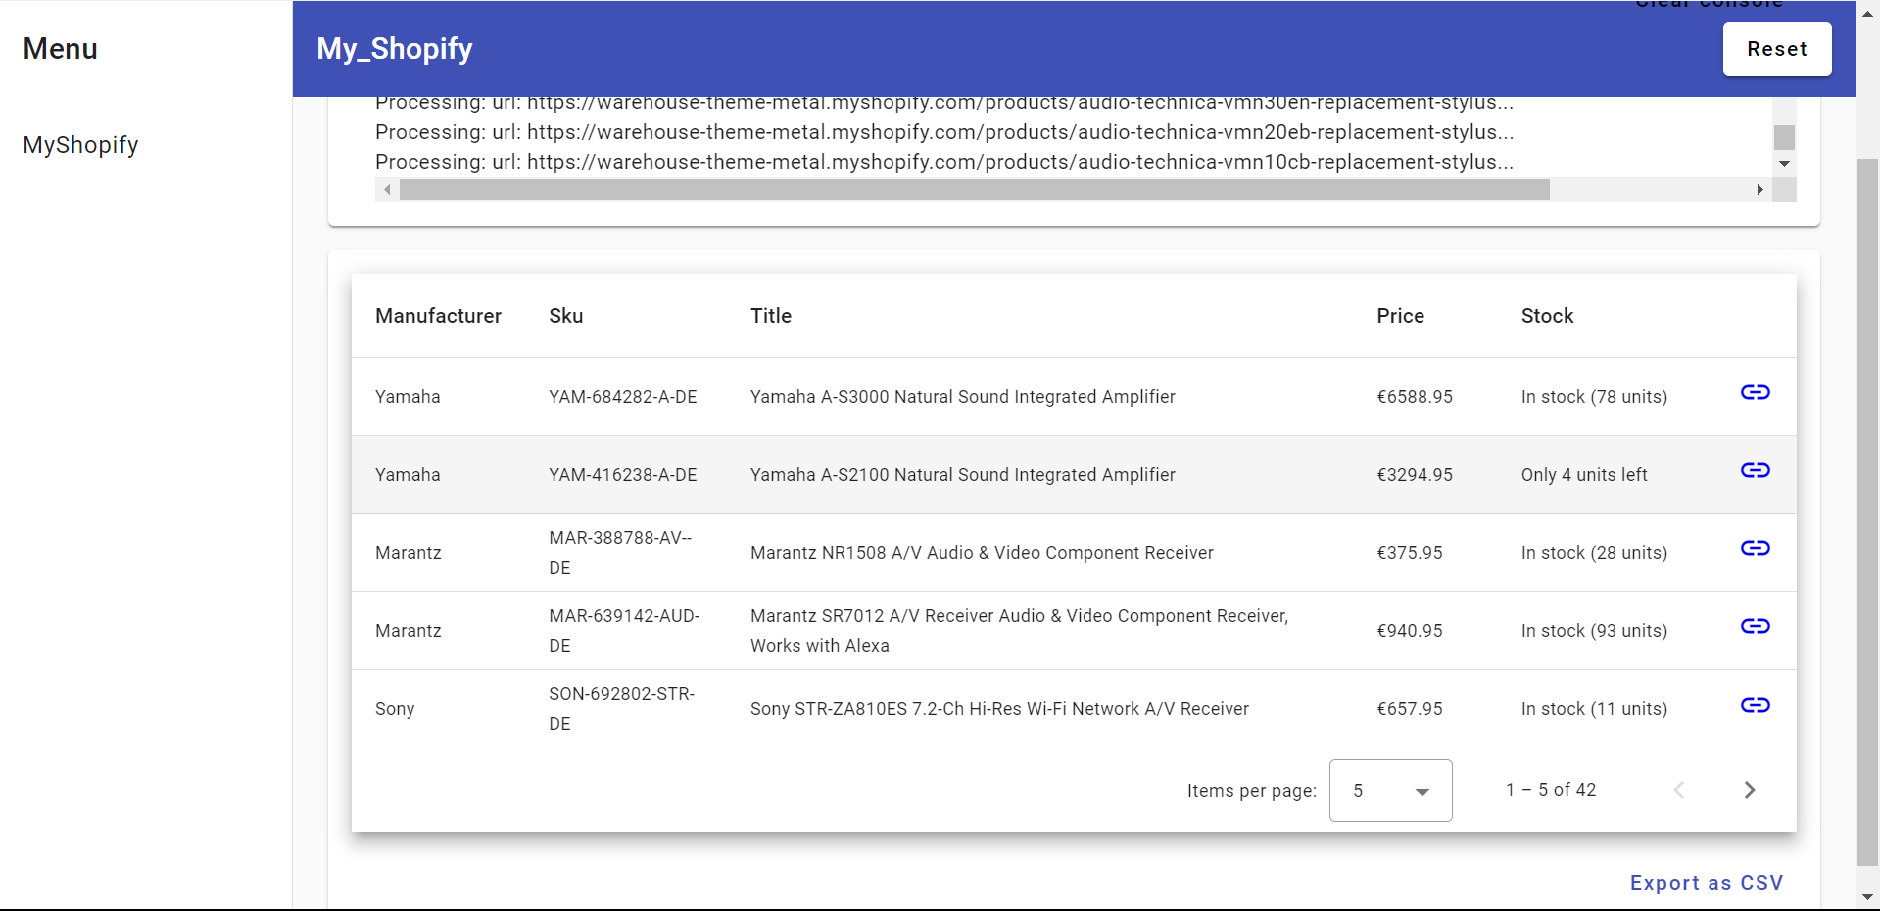 Menu
MyShopify
Clear console
My_Shopify
Reset
Processing: url: https://warehouse-theme-metal.myshopify.com/products/audio-technica-vmn30en-replacement-stylus...
Processing: url: https://warehouse-theme-metal.myshopify.com/products/audio-technica-vmn20eb-replacement-stylus...
Processing: url: https://warehouse-theme-metal.myshopify.com/products/audio-technica-vmn10cb-replacement-stylus...
Manufacturer Sku Title Price Stock
Yamaha YAM-684282-A-DE Yamaha A-S3000 Natural Sound Integrated Amplifier €6588.95 In stock (78 units)
Yamaha YAM-416238-A-DE Yamaha A-S2100 Natural Sound Integrated Amplifier €3294.95 Only 4 units left
Marantz MAR-388788-AV--
DE Marantz NR1508 A/V Audio & Video Component Receiver €375.95 In stock (28 units)
Marantz MAR-639142-AUD-
DE Marantz SR7012 A/V Receiver Audio & Video Component Receiver,
Works with Alexa €940.95 In stock (93 units)
Sony SON-692802-STR-
DE Sony STR-ZA810ES 7.2-Ch Hi-Res Wi-Fi Network A/V Receiver €657.95 In stock (11 units)
Items per page: 5 1 – 5 of 42
Export as CSV